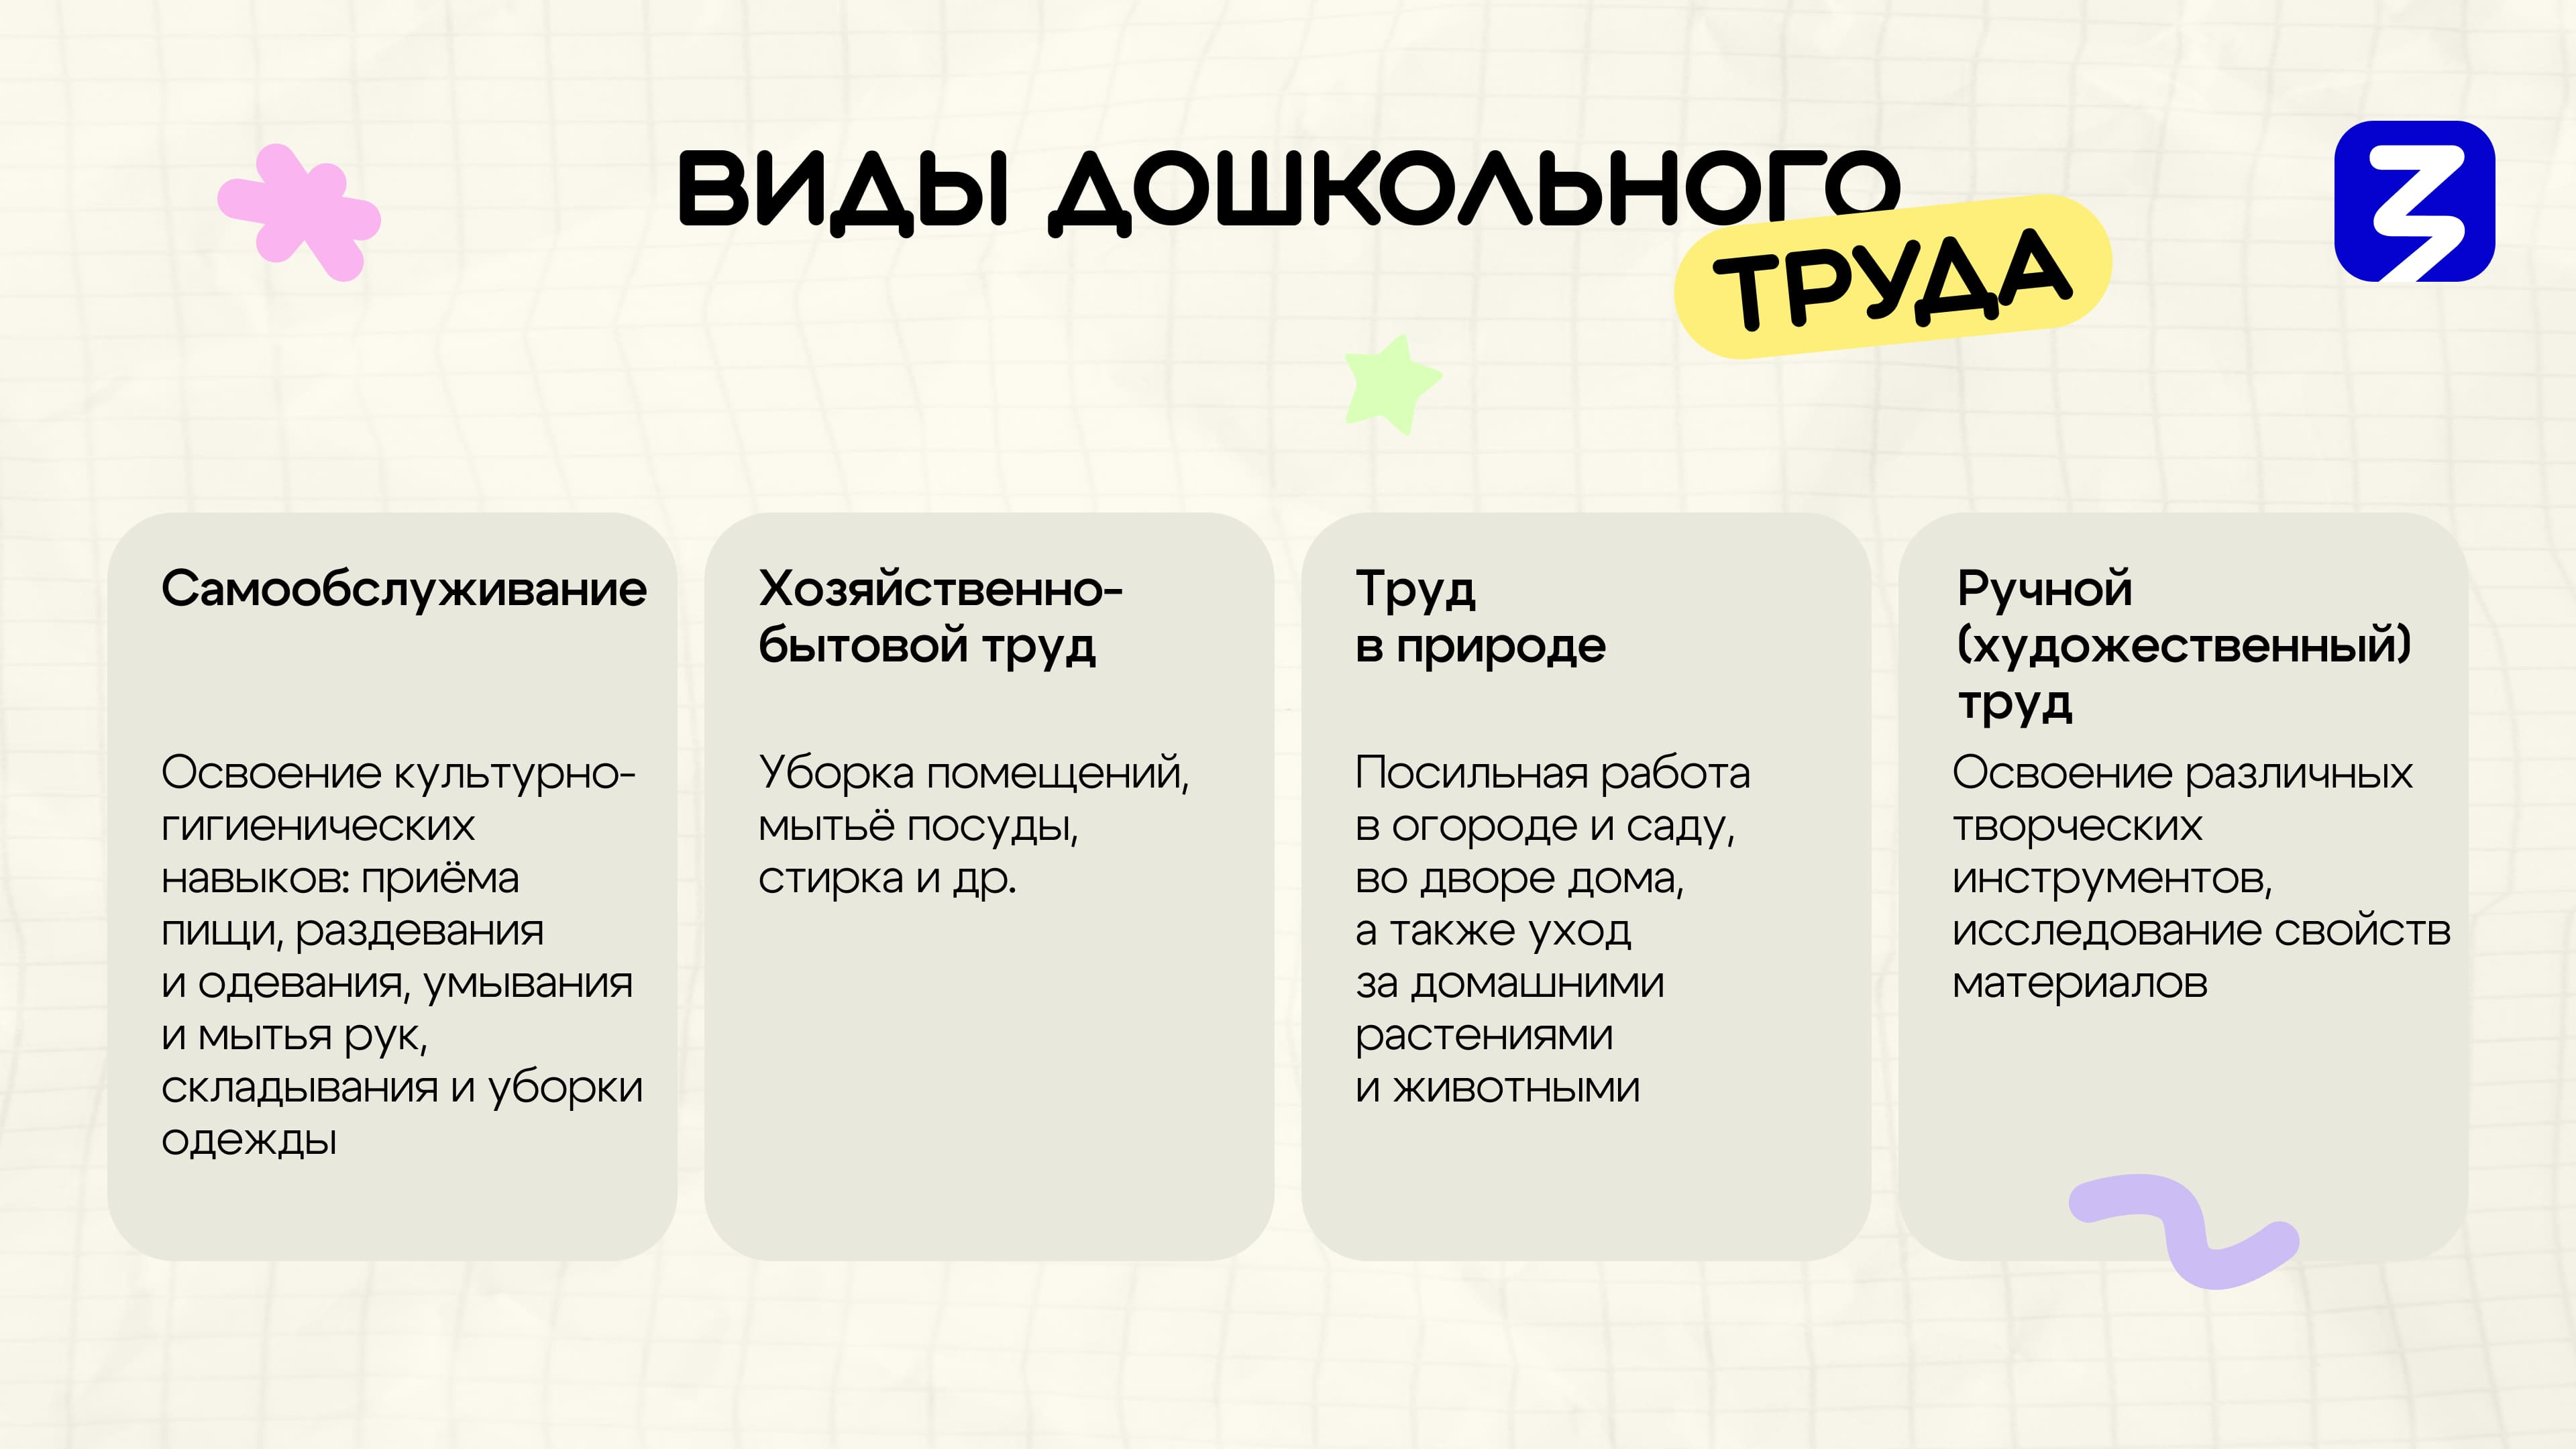 ВИДЫ ДОШКОЛЬНОГО
ТРУДА
Самообслуживание
Освоение культурно-
гигиенических
навыков: приёма
пищи, раздевания
и одевания, умывания
и мытья рук,
складывания и уборки
одежды
Хозяйственно-
бытовой труд
Уборка помещений,
мытьё посуды,
стирка и др.
Труд
в природе
Посильная работа
в огороде и саду,
во дворе дома,
а также уход
за домашними
растениями
и животными
Ручной
(художественный)
труд
Освоение различных
творческих
инструментов,
исследование свойств
материалов